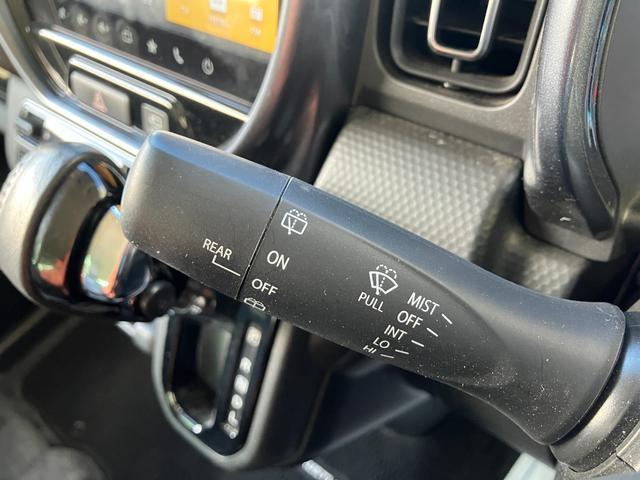 REAR
ON
OFF
PULL
MIST
OFF
INT
LO
HI